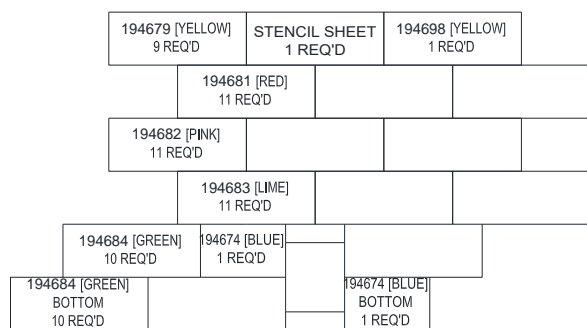 194679 [YELLOW]
9 REQ'D
STENCIL SHEET
1 REQ'D
194698 [YELLOW]
1 REQ'D
194681 [RED]
11 REQ'D
194682 [PINK]
11 REQ'D
194683 [LIME]
11 REQ'D
194684 [GREEN]
10 REQ'D
194674 [BLUE]
1 REQ'D
194684 [GREEN]
BOTTOM
10 REQ'D
194674 [BLUE]
BOTTOM
1 REQ'D